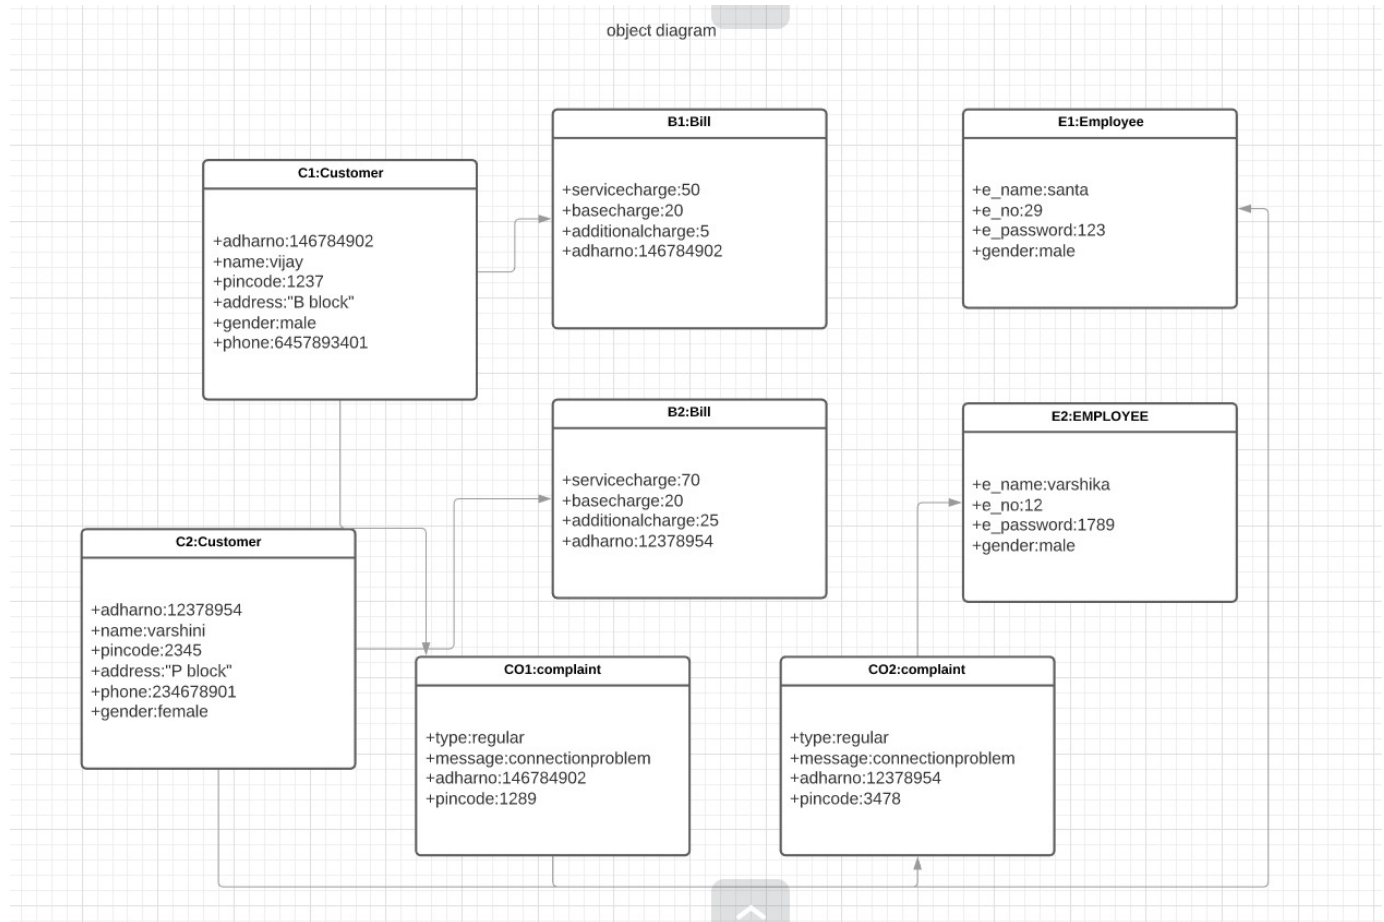 object diagram
B1:Bill
+servicecharge:50
+basecharge:20
+additionalcharge:5
+adharno:146784902
E1:Employee
+e_name:santa
+e_no:29
+e_password:123
+gender:male
C1:Customer
+adharno:146784902
+name:vijay
+pincode:1237
+address:"B block"
+gender:male
+phone:6457893401
B2:Bill
+servicecharge:70
+basecharge:20
+additionalcharge:25
+adharno:12378954
E2:EMPLOYEE
+e_name:varshika
+e_no:12
+e_password:1789
+gender:male
C2:Customer
+adharno:12378954
+name:varshini
+pincode:2345
+address:"P block"
+phone:234678901
+gender:female
CO1:complaint
+type:regular
+message:connectionproblem
+adharno:146784902
+pincode:1289
CO2:complaint
+type:regular
+message:connectionproblem
+adharno:12378954
+pincode:3478